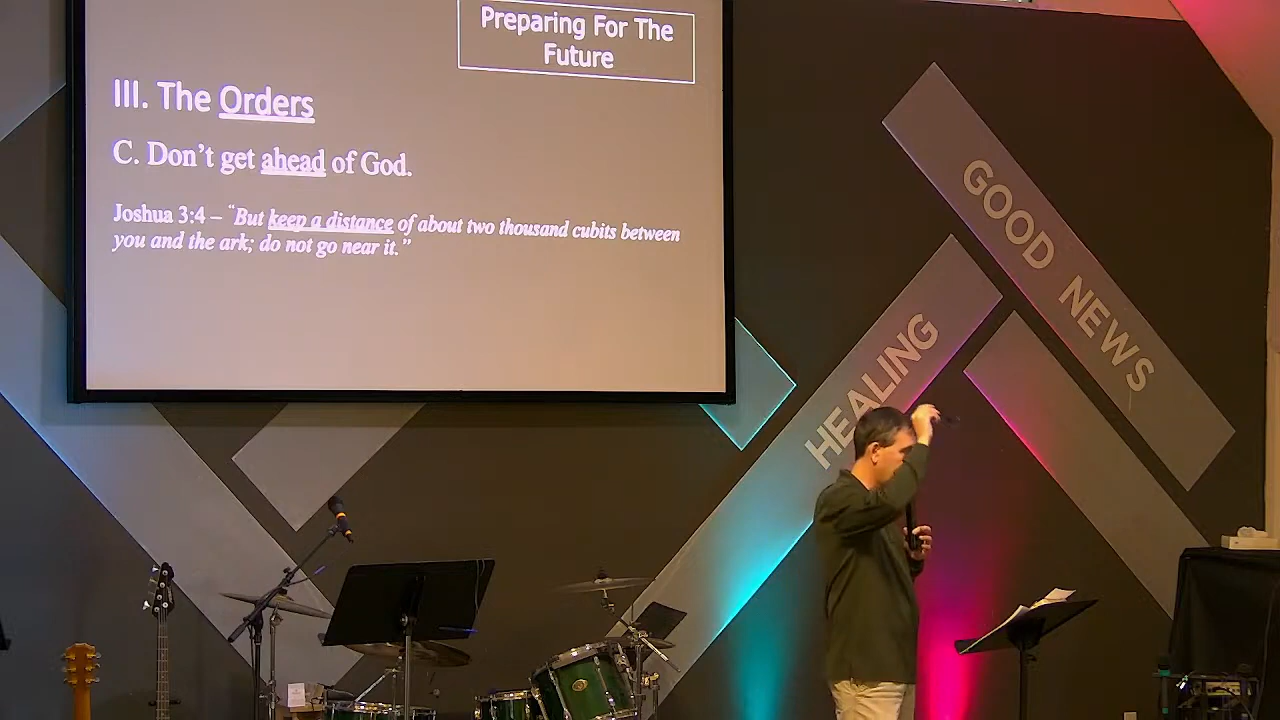 Preparing For The
Future
III. The Orders
C. Don't get ahead of God.
Joshua 3:4 – "But keep a distance of about two thousand cubits between
you and the ark; do not go near it."
GOOD NEWS
HEALING